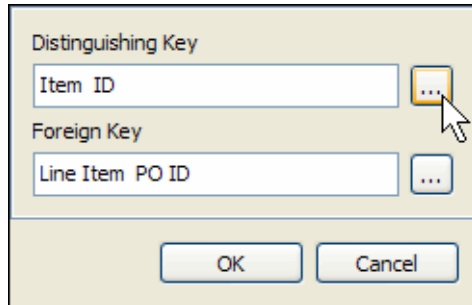 Distinguishing Key
Item ID
...
Foreign Key
Line Item PO ID
...
OK Cancel